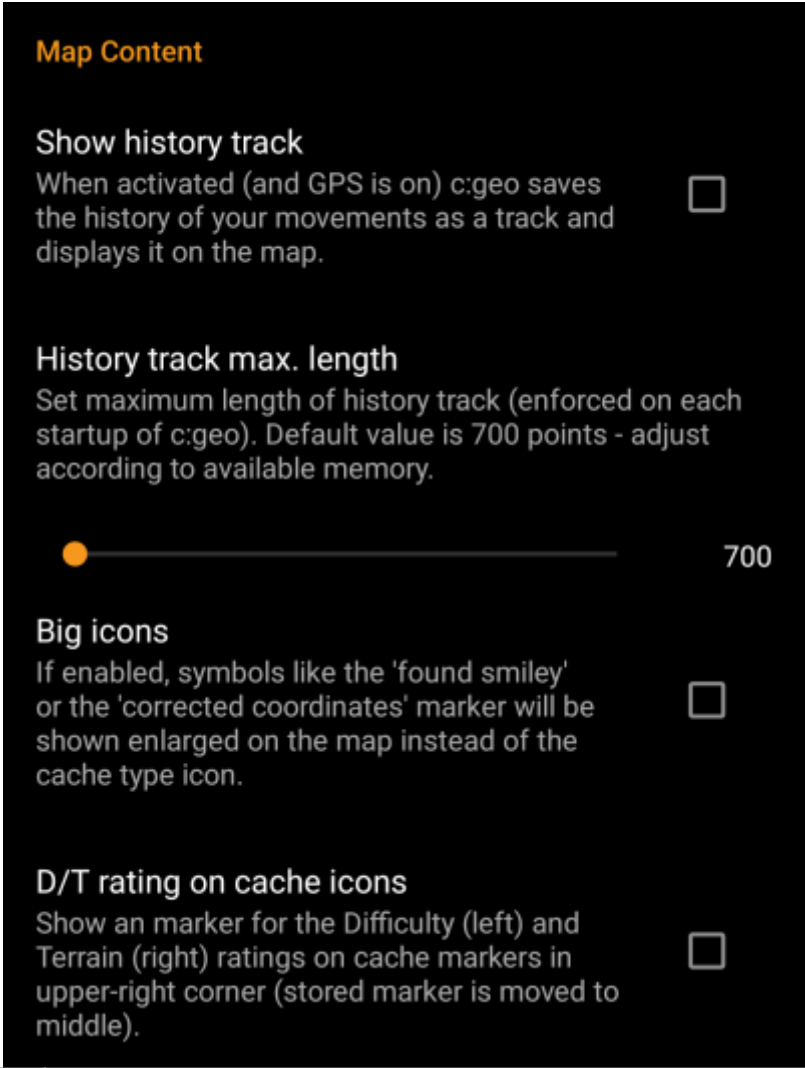 Map Content
Show history track
When activated (and GPS is on) c:geo saves
the history of your movements as a track and
displays it on the map.
History track max. length
Set maximum length of history track (enforced on each
startup of c:geo). Default value is 700 points - adjust
according to available memory.
700
Big icons
If enabled, symbols like the 'found smiley'
or the 'corrected coordinates' marker will be
shown enlarged on the map instead of the
cache type icon.
D/T rating on cache icons
Show an marker for the Difficulty (left) and
Terrain (right) ratings on cache markers in
upper-right corner (stored marker is moved to
middle).